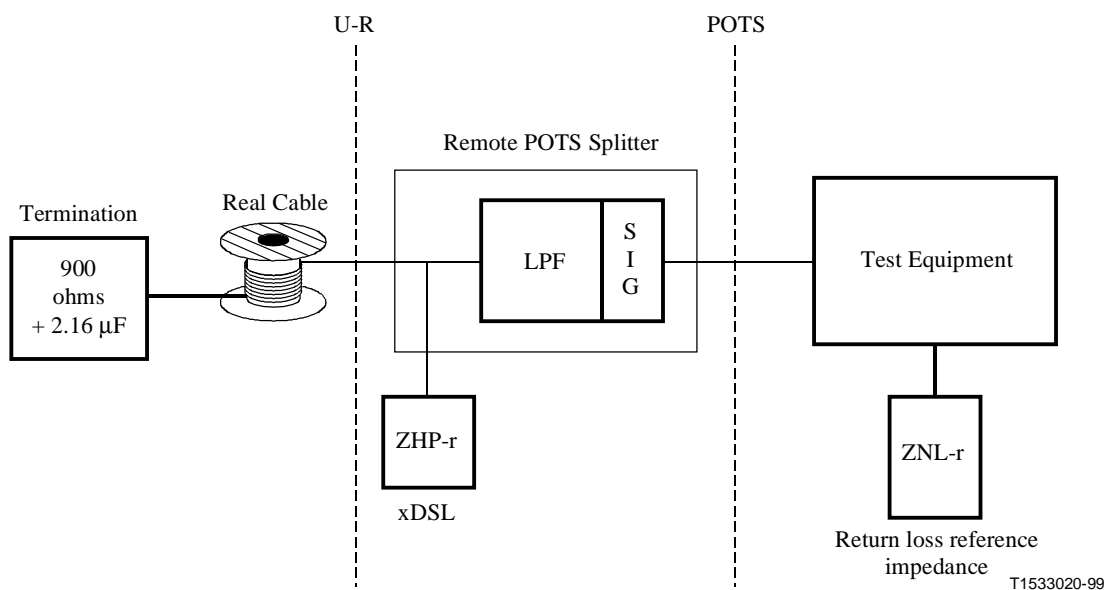 U-R
POTS
Remote POTS Splitter
Real Cable
Termination
900
ohms
+ 2.16 μF
LPF
S
I
G
Test Equipment
ZHP-r
xDSL
ZNL-r
Return loss reference
impedance
T1533020-99